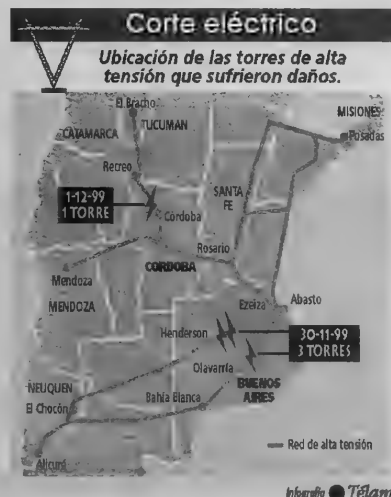 Corte eléctrico
Ubicación de las torres de alta
tensión que sufrieron daños.
El Bracho
TUCUMAN
MISIONES
CATAMARCA
Posadas
Recreo
1-12-99
1 TORRE
SANTA
FE
Córdoba
Rosario
CORDOBA
Mendoza
MENDOZA
Ezeiza
Abasto
Henderson
30-11-99
3 TORRES
Olavarría
NEUQUEN
BUENOS
AIRES
El Chocón
Bahía Blanca
Red de alta tensión
Alicurá
Infografía Télam